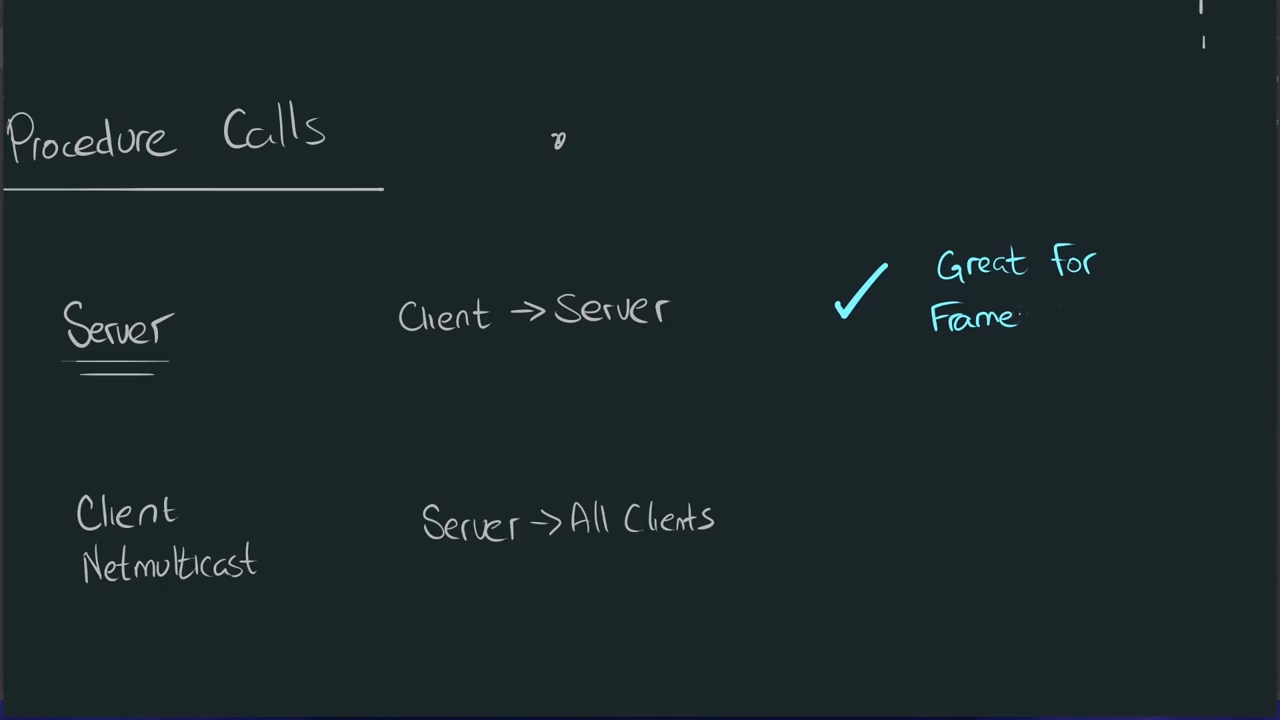 Procedure Calls
Server
Client → Server
Great For
Frame
Client
Netmulticast
Server → All Clients